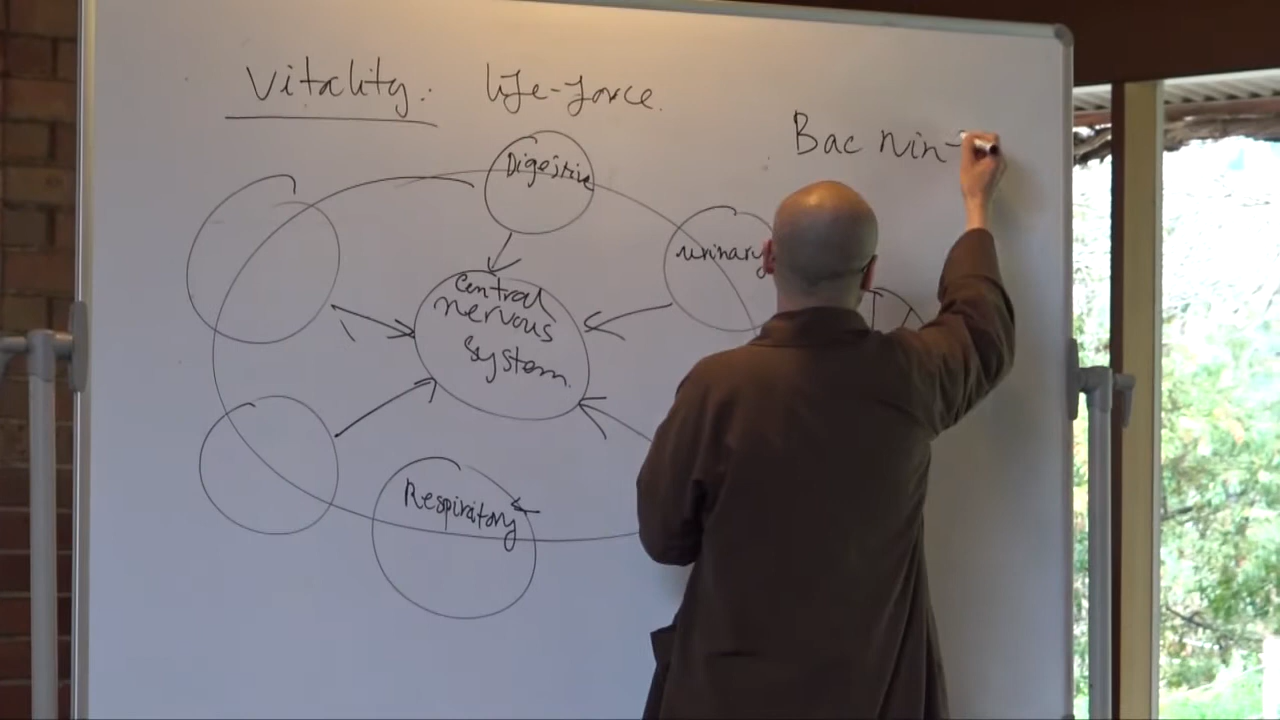 Vitality: life-force.
Bac Nin
Digestive
urinary
Central
nervous
system.
Respiratory